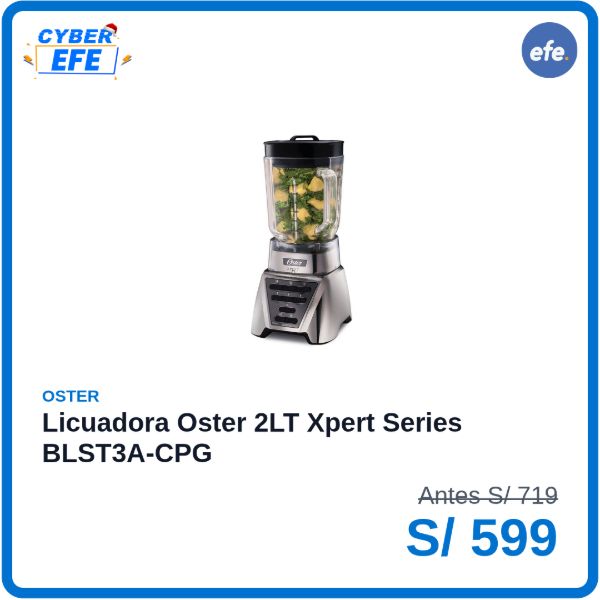 CYBER
EFE
efe.
Oster
OSTER
Licuadora Oster 2LT Xpert Series
BLST3A-CPG
Antes S/ 719
S/ 599